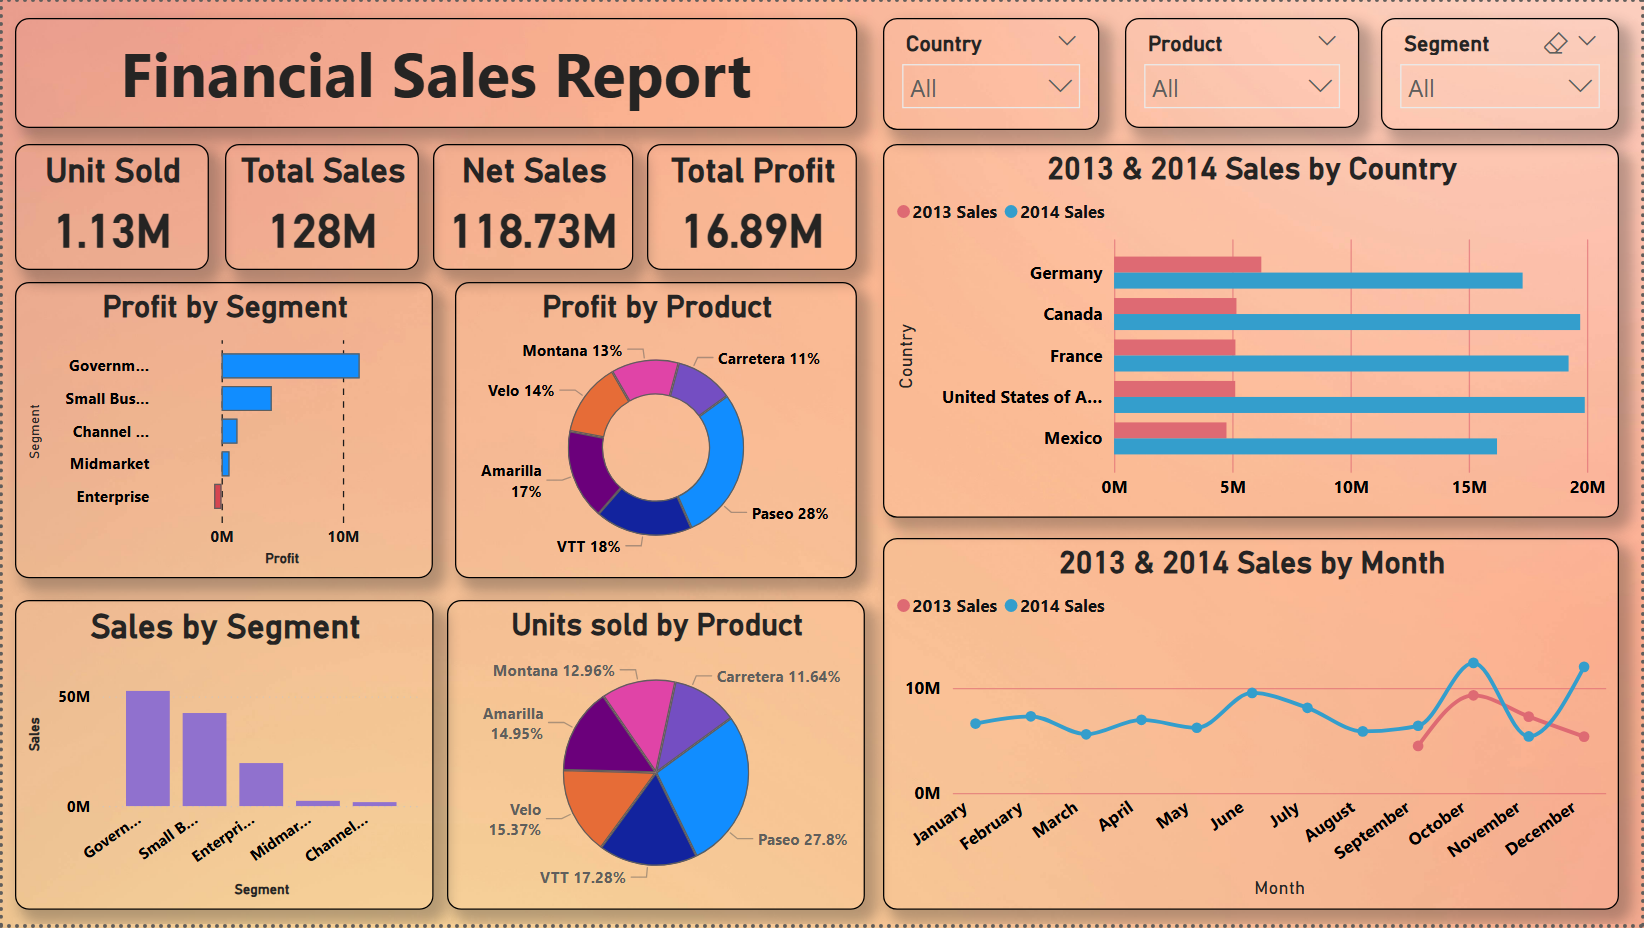 Financial Sales Report
Country
All
Product
All
Segment
All
Unit Sold
1.13M
Total Sales
128M
Net Sales
118.73M
Total Profit
16.89M
Profit by Segment
Segment
Governm...
Small Bus...
Channel ...
Midmarket
Enterprise
0M
10M
Profit
Profit by Product
Montana 13%
Carretera 11%
Velo 14%
Amarilla
17%
Paseo 28%
VTT 18%
2013 & 2014 Sales by Country
2013 Sales
2014 Sales
Country
Germany
Canada
France
United States of A...
Mexico
0M
5M
10M
15M
20M
Sales by Segment
Sales
50M
0M
Govern...
Small B...
Enterpri...
Midmar...
Channel...
Segment
Units sold by Product
Montana 12.96%
Carretera 11.64%
Amarilla
14.95%
Velo
15.37%
Paseo 27.8%
VTT 17.28%
2013 & 2014 Sales by Month
2013 Sales
2014 Sales
10M
0M
January
February
March
April
May
June
July
August
September
October
November
December
Month